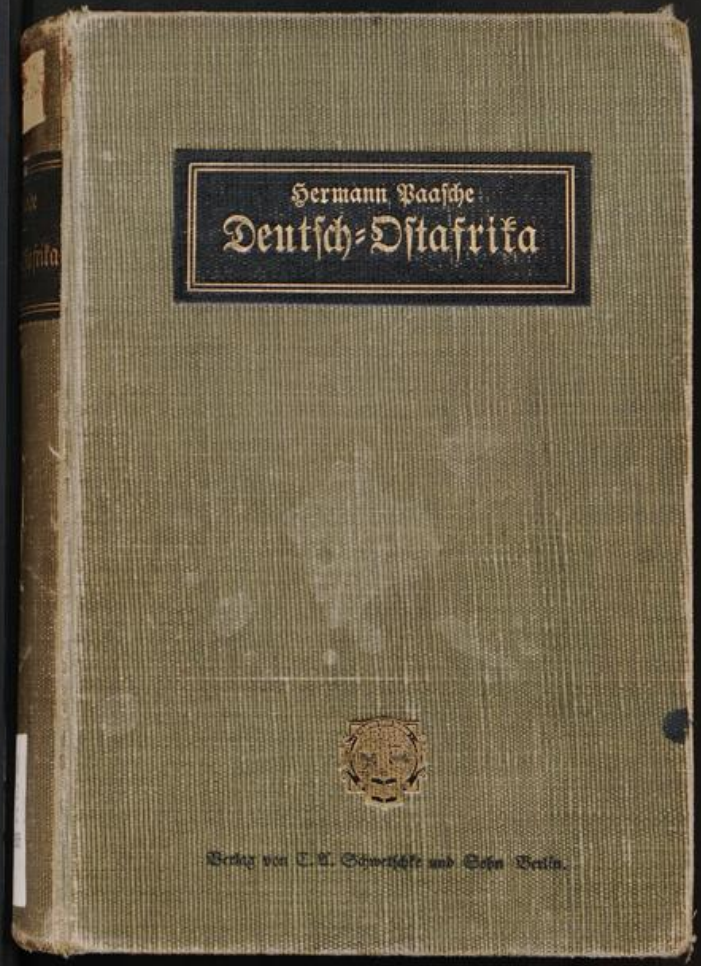 Hermann Paasche
Deutsch-Ostafrika
Verlag von C. A. Schwetschke und Sohn Berlin.